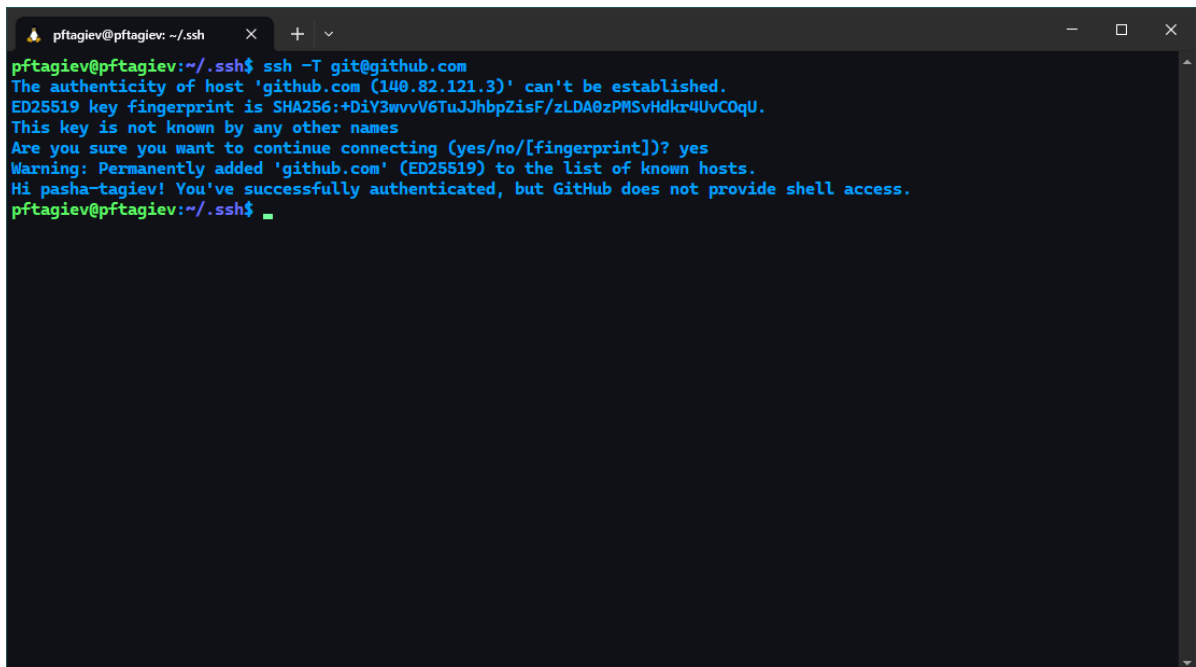 pftagiev@pftagiev: ~/.ssh
pftagiev@pftagiev:~/.ssh$ ssh -T git@github.com
The authenticity of host 'github.com (140.82.121.3)' can't be established.
ED25519 key fingerprint is SHA256:+DiY3wvvV6TuJJhbpZisF/zLDA0zPMSvHdkr4UvCOqU.
This key is not known by any other names
Are you sure you want to continue connecting (yes/no/[fingerprint])? yes
Warning: Permanently added 'github.com' (ED25519) to the list of known hosts.
Hi pasha-tagiev! You've successfully authenticated, but GitHub does not provide shell access.
pftagiev@pftagiev:~/.ssh$